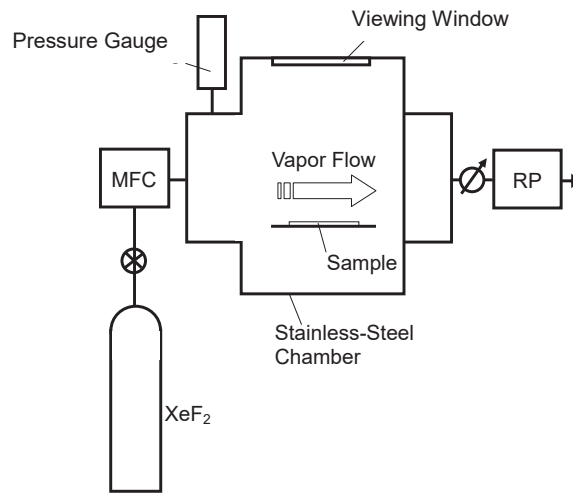 Viewing Window
Pressure Gauge
Vapor Flow
MFC
RP
Sample
Stainless-Steel
Chamber
XeF₂